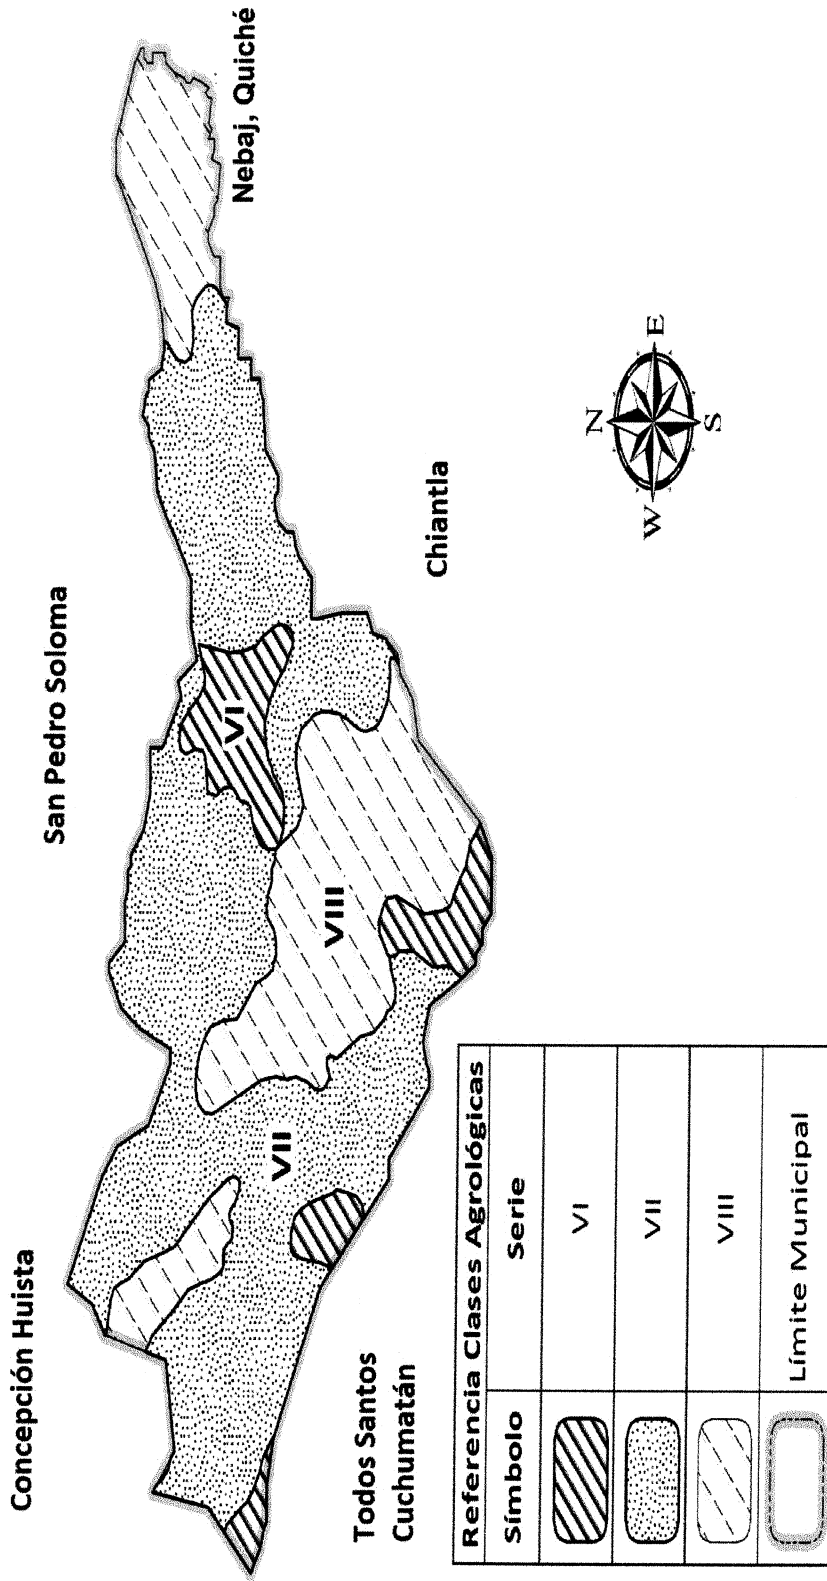 Concepción Huista
San Pedro Soloma
Nebaj, Quiché
VI
VIII
VII
Chiantla
Todos Santos
Cuchumatán
N
W
E
S
Referencia Clases Agrológicas
Símbolo Serie
VI
VII
VIII
Límite Municipal